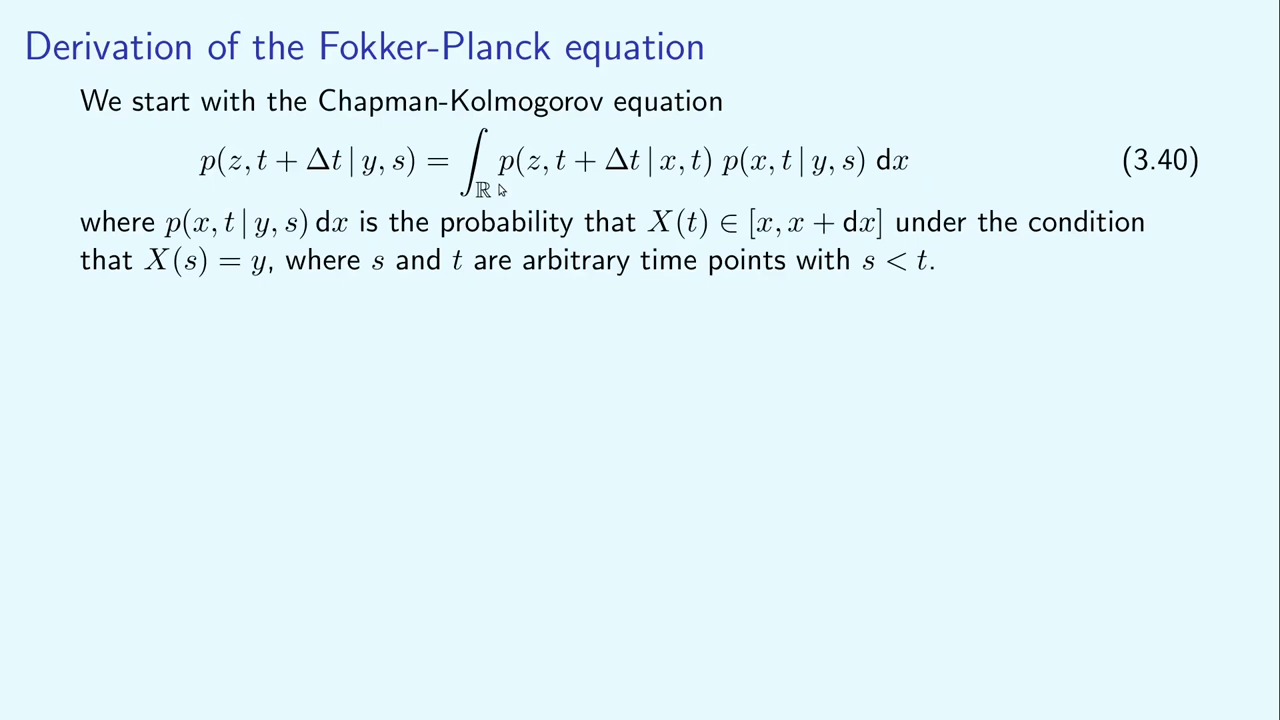 Derivation of the Fokker-Planck equation
We start with the Chapman-Kolmogorov equation
p(z, t + Δt | y, s) = ∫_ℝ p(z, t + Δt | x, t) p(x, t | y, s) dx (3.40)
where p(x, t | y, s) dx is the probability that X(t) ∈ [x, x + dx] under the condition
that X(s) = y, where s and t are arbitrary time points with s < t.